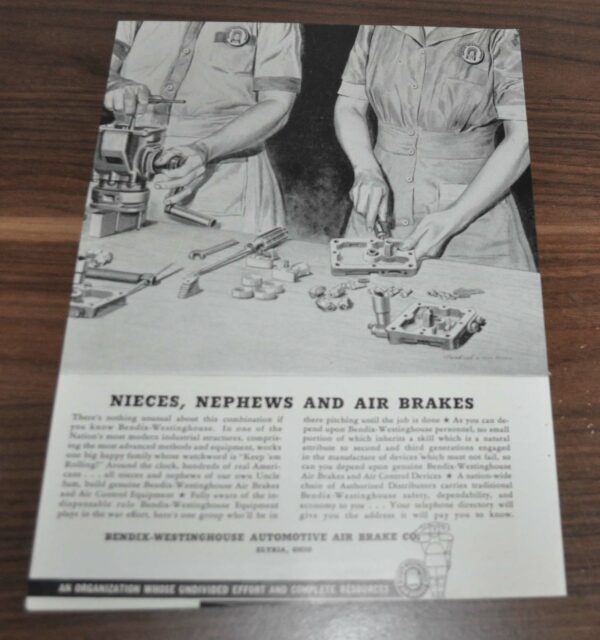 NIECES, NEPHEWS AND AIR BRAKES
There's nothing unusual about this combination if
you know Bendix-Westinghouse. In one of the
Nation's most modern industrial structures, compris-
ing the most advanced methods and equipment, works
one big happy family whose watchword is "Keep 'em
Rolling!" Around the clock, hundreds of real Ameri-
cans . . . all nieces and nephews of our own Uncle
Sam, build genuine Bendix-Westinghouse Air Brakes
and Air Control Equipment ★ Fully aware of the in-
dispensable role Bendix-Westinghouse Equipment
plays in the war effort, here's one group who'll be in
there pitching until the job is done ★ As you can de-
pend upon Bendix-Westinghouse personnel, no small
portion of which inherits a skill which is a natural
attribute to second and third generations engaged
in the manufacture of devices which must not fail, so
can you depend upon genuine Bendix-Westinghouse
Air Brakes and Air Control Devices ★ A nation-wide
chain of Authorized Distributors carries traditional
Bendix-Westinghouse safety, dependability, and
economy to you . . . Your telephone directory will
give you the address it will pay you to know.
BENDIX-WESTINGHOUSE AUTOMOTIVE AIR BRAKE CO.
ELYRIA, OHIO
AN ORGANIZATION WHOSE UNDIVIDED EFFORT AND COMPLETE RESOURCES